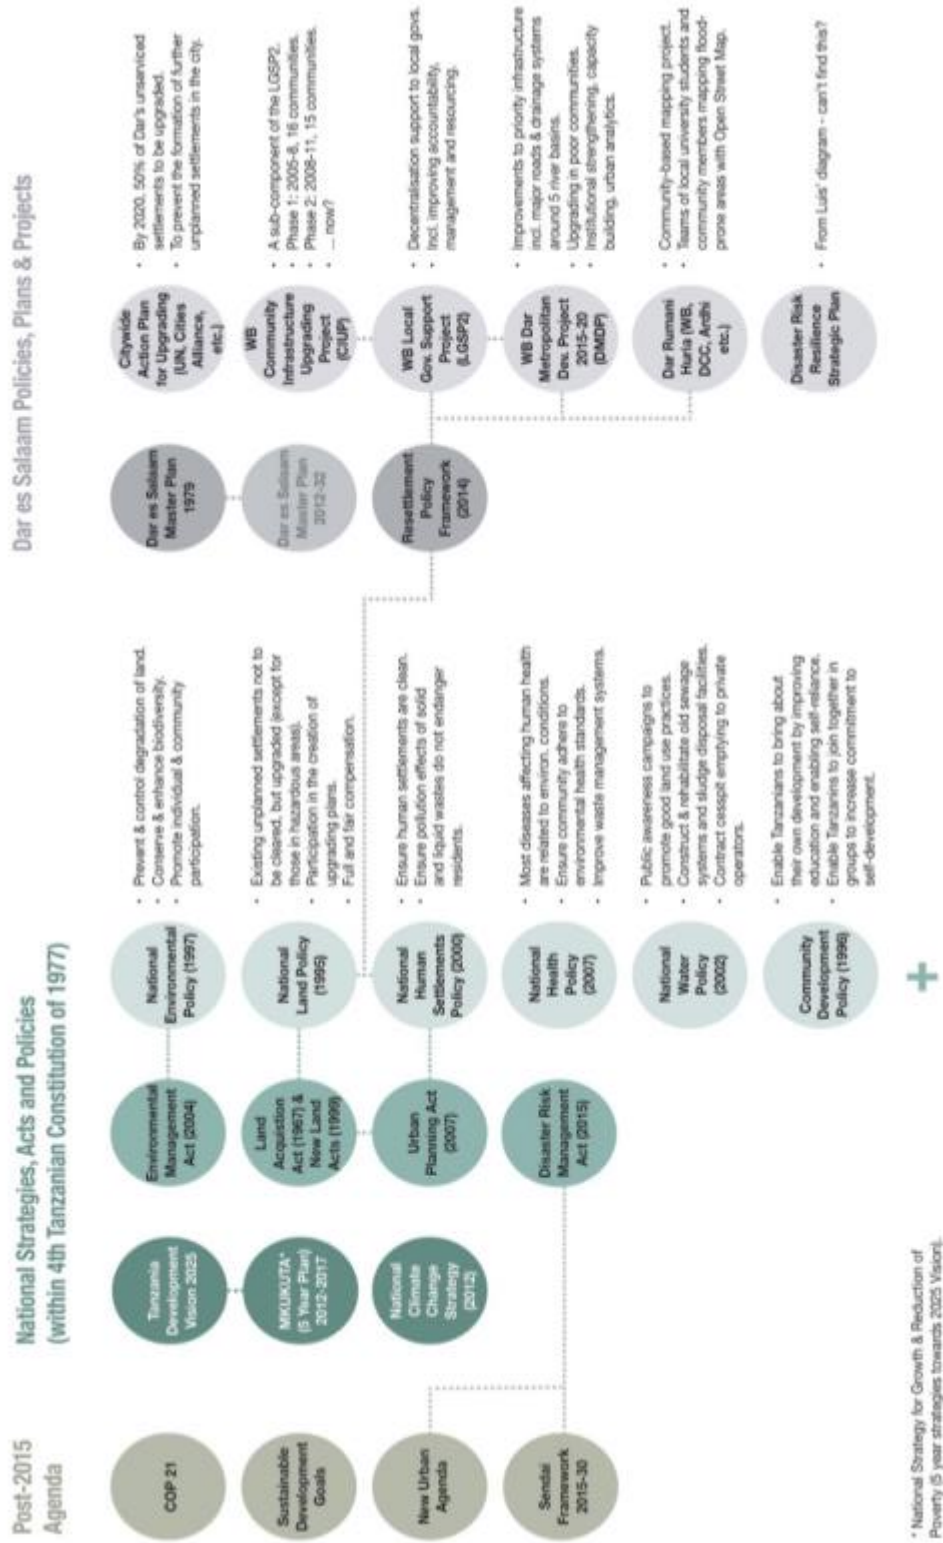 Post-2015
Agenda
COP 21
Sustainable
Development
Goals
New Urban
Agenda
Sendai
Framework
2015-30
National Strategies, Acts and Policies
(within 4th Tanzanian Constitution of 1977)
Tanzania
Development
Vision 2025
MKUKUTA*
(5 Year Plan)
2012-2017
National
Climate
Change
Strategy
(2012)
Environmental
Management
Act (2004)
Land
Acquistion
Act (1967) &
New Land
Acts (1999)
Urban
Planning Act
(2007)
Disaster Risk
Management
Act (2015)
National
Environmental
Policy (1997)
• Prevent & control degradation of land.
• Conserve & enhance biodiversity.
• Promote individual & community
participation.
National
Land Policy
(1995)
• Existing unplanned settlements not to
be cleared, but upgraded (except for
those in hazardous areas).
• Participation in the creation of
upgrading plans.
• Full and fair compensation.
National
Human
Settlements
Policy (2000)
• Ensure human settlements are clean.
• Ensure pollution effects of solid
and liquid wastes do not endanger
residents.
National
Health
Policy
(2007)
• Most diseases affecting human health
are related to environ. conditions.
• Ensure community adhere to
environmental health standards.
• Improve waste management systems.
National
Water
Policy
(2002)
• Public awareness campaigns to
promote good land use practices.
• Construct & rehabilitate old sewage
systems and sludge disposal facilities.
• Contract cesspit emptying to private
operators.
Community
Development
Policy (1996)
• Enable Tanzanians to bring about
their own development by improving
education and enabling self-reliance.
• Enable Tanzanins to join together in
groups to increase commitment to
self-development.
+
Dar es Salaam Policies, Plans & Projects
Dar es Salaam
Master Plan
1979
Dar es Salaam
Master Plan
2012-32
Resettlement
Policy
Framework
(2014)
Citywide
Action Plan
for Upgrading
(UN, Cities
Alliance,
etc.)
• By 2020, 50% of Dar's unserviced
settlements to be upgraded.
• To prevent the formation of further
unplanned settlements in the city.
WB
Community
Infrastructure
Upgrading
Project
(CIUP)
• A sub-component of the LGSP2.
• Phase 1: 2005-8, 16 communities.
• Phase 2: 2008-11, 15 communities.
• ... now?
WB Local
Gov. Support
Project
(LGSP2)
• Decentralisation support to local govs.
• Incl. improving accountability,
management and resourcing.
WB Dar
Metropolitan
Dev. Project
2015-20
(DMDP)
• Improvements to priority infrastructure
incl. major roads & drainage systems
around 5 river basins.
• Upgrading in poor communities.
• Institutional strengthening, capacity
building, urban analytics.
Dar Rumani
Huria (WB,
DCC, Ardhi
etc.)
• Community-based mapping project.
• Teams of local university students and
community members mapping flood-
prone areas with Open Street Map.
Disaster Risk
Resilience
Strategic Plan
• From Luis' diagram - can't find this?
* National Strategy for Growth & Reduction of
Poverty (5 year strategies towards 2025 Vision).